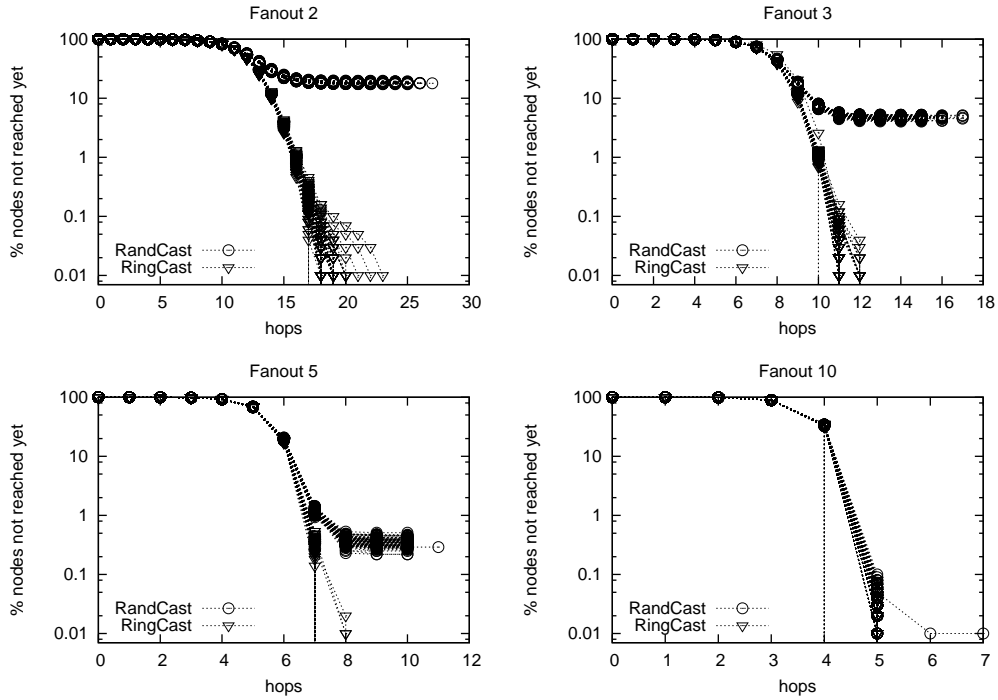 Fanout 2
% nodes not reached yet
100
10
1
0.1
0.01
RandCast
RingCast
0 5 10 15 20 25 30
hops
Fanout 3
% nodes not reached yet
100
10
1
0.1
0.01
RandCast
RingCast
0 2 4 6 8 10 12 14 16 18
hops
Fanout 5
% nodes not reached yet
100
10
1
0.1
0.01
RandCast
RingCast
0 2 4 6 8 10 12
hops
Fanout 10
% nodes not reached yet
100
10
1
0.1
0.01
RandCast
RingCast
0 1 2 3 4 5 6 7
hops